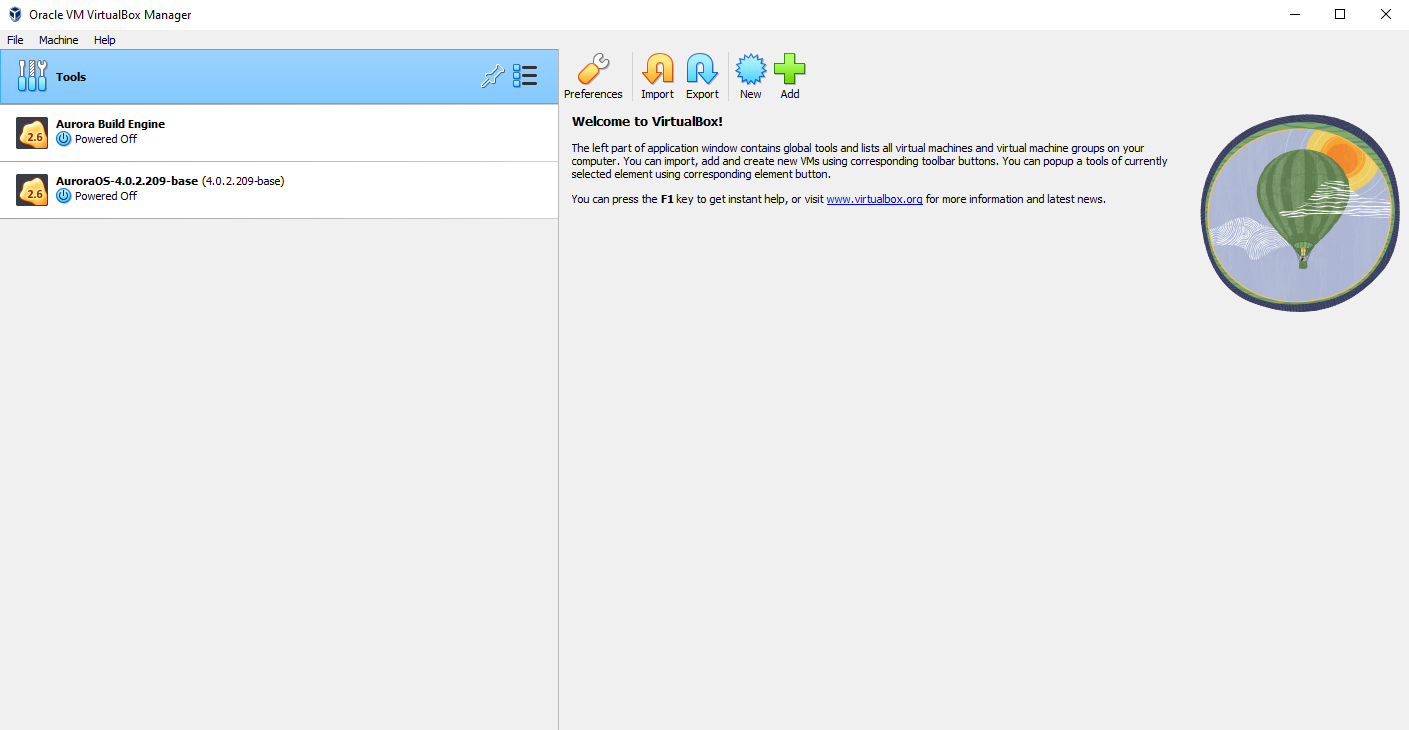 Oracle VM VirtualBox Manager
File Machine Help
Tools
Aurora Build Engine
Powered Off
2.6
AuroraOS-4.0.2.209-base (4.0.2.209-base)
Powered Off
2.6
Preferences Import Export New Add
Welcome to VirtualBox!
The left part of application window contains global tools and lists all virtual machines and virtual machine groups on your
computer. You can import, add and create new VMs using corresponding toolbar buttons. You can popup a tools of currently
selected element using corresponding element button.
You can press the F1 key to get instant help, or visit www.virtualbox.org for more information and latest news.